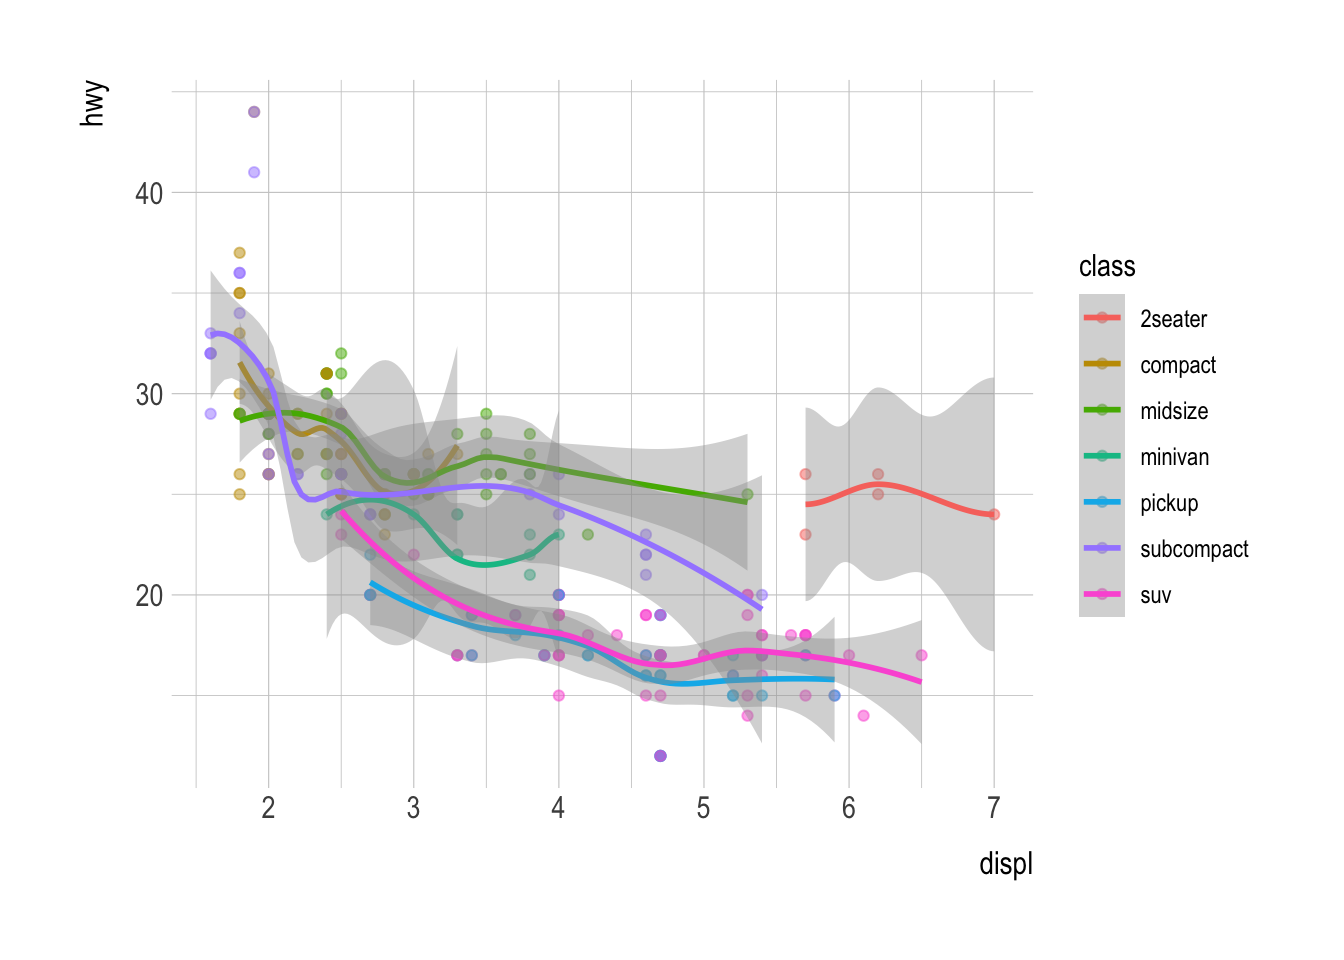 hwy
40
30
20
2 3 4 5 6 7
displ
class
2seater
compact
midsize
minivan
pickup
subcompact
suv